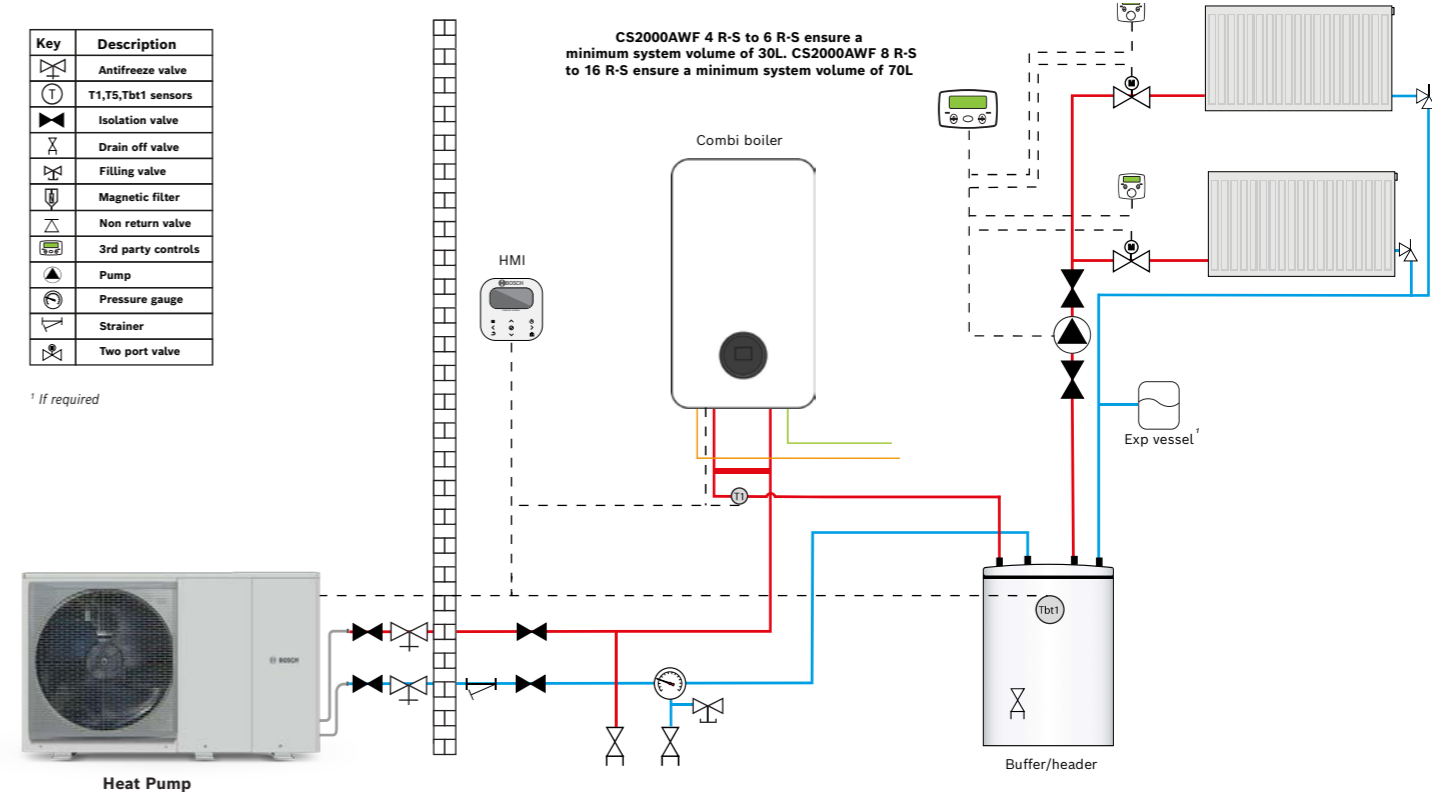 Key Description
Antifreeze valve
T T1,T5,Tbt1 sensors
Isolation valve
Drain off valve
Filling valve
Magnetic filter
Non return valve
3rd party controls
Pump
Pressure gauge
Strainer
Two port valve
¹ If required
CS2000AWF 4 R-S to 6 R-S ensure a
minimum system volume of 30L. CS2000AWF 8 R-S
to 16 R-S ensure a minimum system volume of 70L
Combi boiler
HMI
BOSCH
M
M
Exp vessel ¹
T1
Tbt1
BOSCH
Buffer/header
Heat Pump